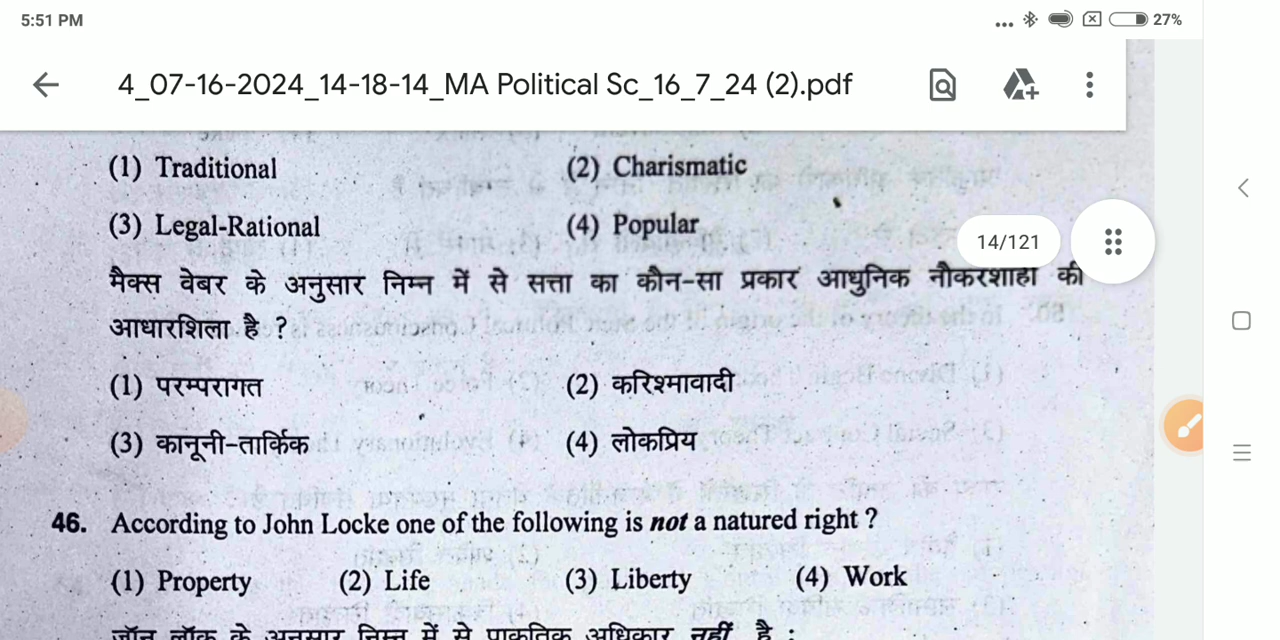 5:51 PM
27%
4_07-16-2024_14-18-14_MA Political Sc_16_7_24 (2).pdf
(1) Traditional (2) Charismatic
(3) Legal-Rational (4) Popular
14/121
मैक्स वेबर के अनुसार निम्न में से सत्ता का कौन-सा प्रकार आधुनिक नौकरशाही की
आधारशिला है ?
(1) परम्परागत (2) करिश्मावादी
(3) कानूनी-तार्किक (4) लोकप्रिय
46. According to John Locke one of the following is not a natured right ?
(1) Property (2) Life (3) Liberty (4) Work
जॉन लॉक के अनुसार निम्न में से प्राकृतिक अधिकार नहीं है :